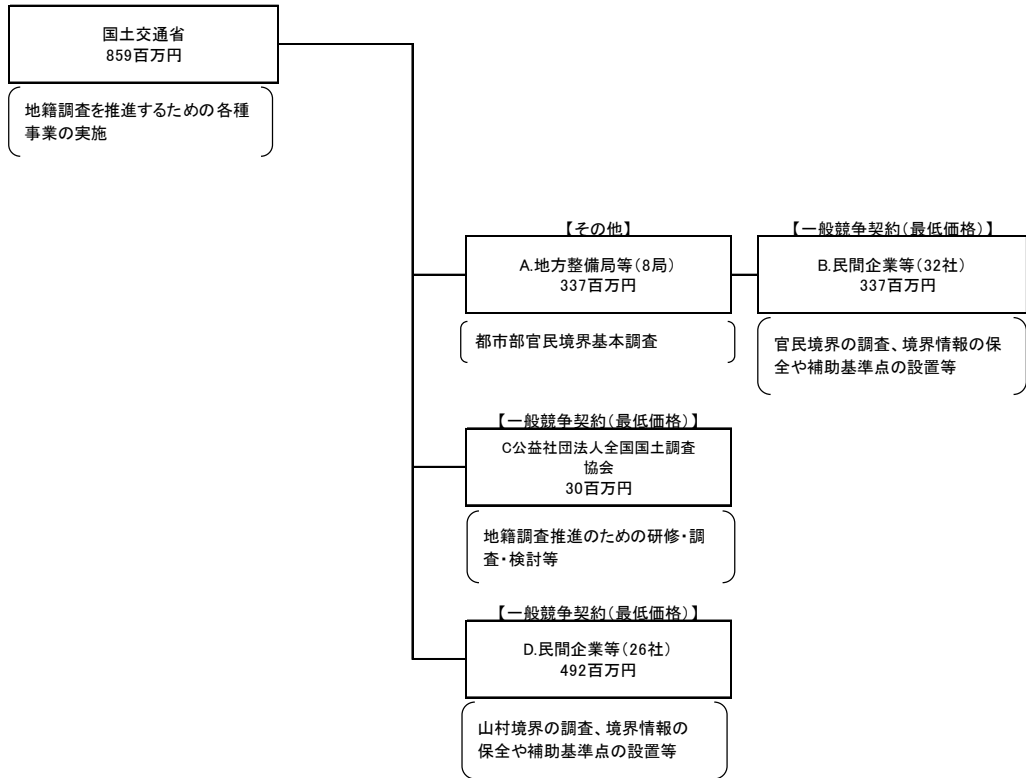 国土交通省
859百万円
地籍調査を推進するための各種
事業の実施
【その他】
A.地方整備局等(8局)
337百万円
都市部官民境界基本調査
【一般競争契約(最低価格)】
B.民間企業等(32社)
337百万円
官民境界の調査、境界情報の保
全や補助基準点の設置等
【一般競争契約(最低価格)】
C公益社団法人全国国土調査
協会
30百万円
地籍調査推進のための研修・調
査・検討等
【一般競争契約(最低価格)】
D.民間企業等(26社)
492百万円
山村境界の調査、境界情報の
保全や補助基準点の設置等